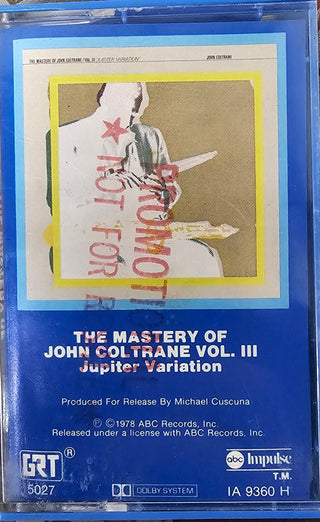 THE MASTERY OF JOHN COLTRANE/VOL. III "JUPITER VARIATION" JOHN COLTRANE
PROMOTIO
NOT FOR R
THE MASTERY OF
JOHN COLTRANE VOL. III
Jupiter Variation
Produced For Release By Michael Cuscuna
℗ ©1978 ABC Records, Inc.
Released under a license with ABC Records, Inc.
GRT ®
5027
DOLBY SYSTEM
abc Impulse
T.M.
IA 9360 H